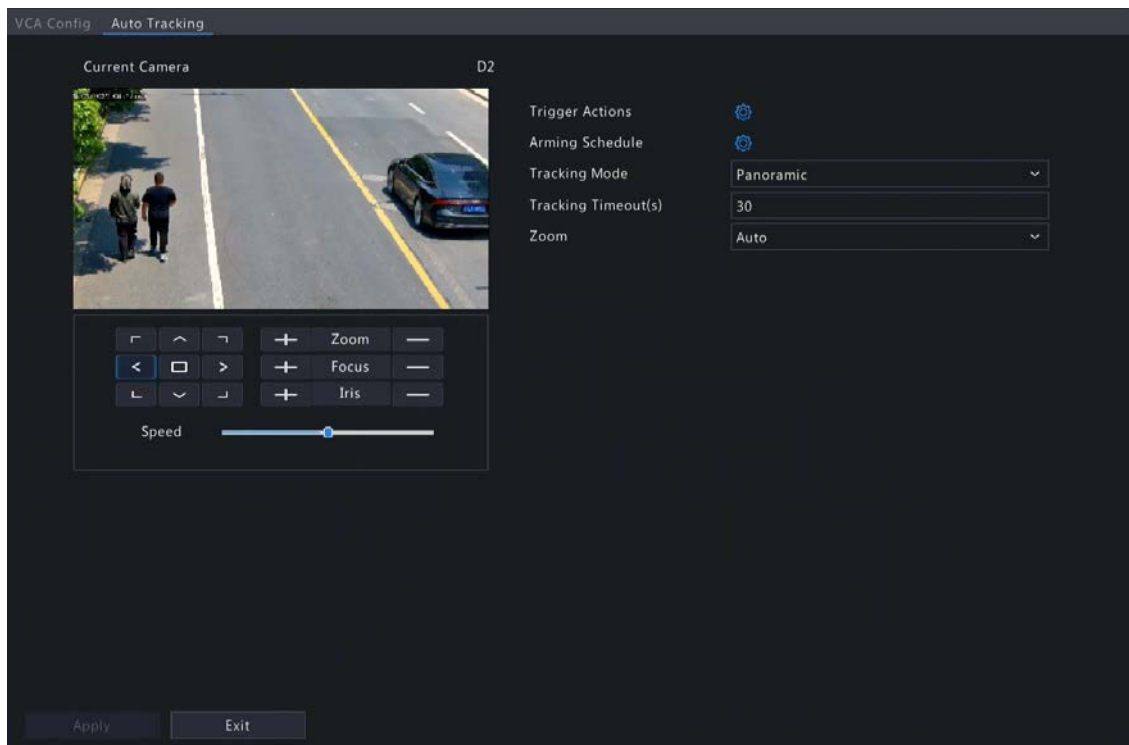 VCA Config Auto Tracking
Current Camera D2
Trigger Actions
Arming Schedule
Tracking Mode Panoramic
Tracking Timeout(s) 30
Zoom Auto
Zoom
Focus
Iris
Speed
Apply Exit